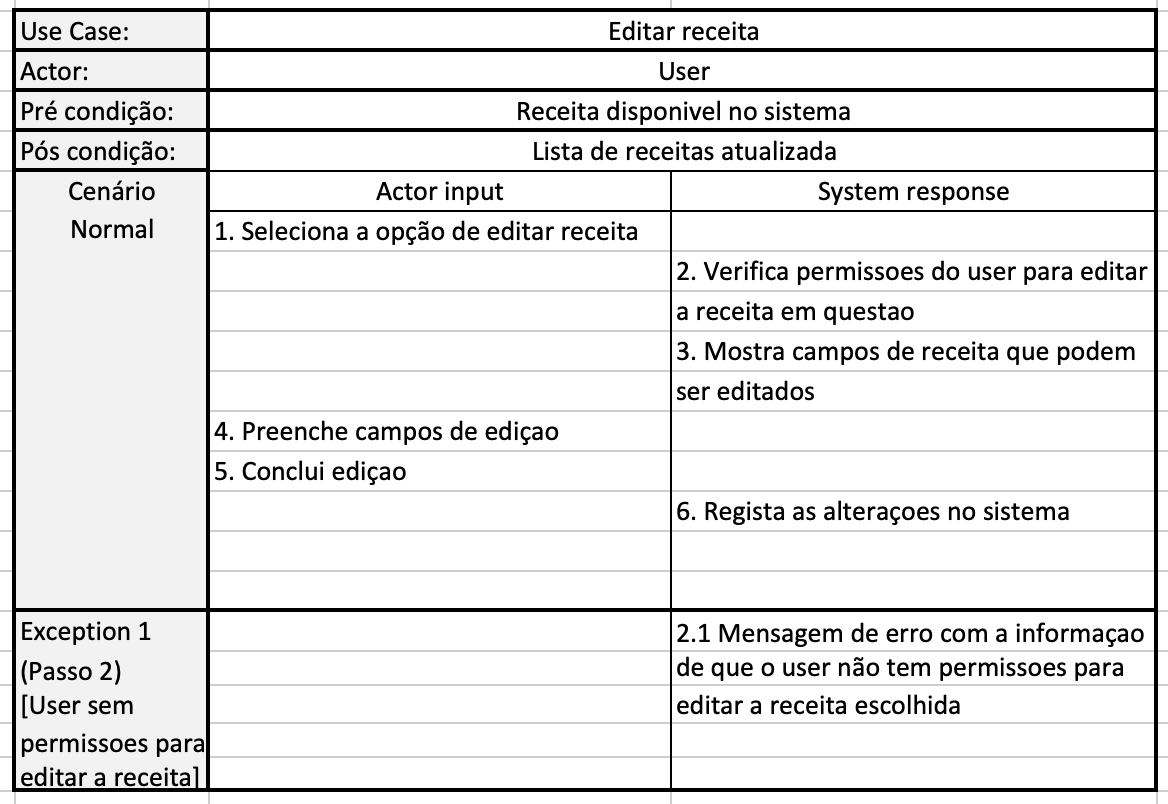 Use Case: Editar receita
Actor: User
Pré condição: Receita disponivel no sistema
Pós condição: Lista de receitas atualizada
Cenário Normal
Actor input System response
1. Seleciona a opção de editar receita
2. Verifica permissoes do user para editar
a receita em questao
3. Mostra campos de receita que podem
ser editados
4. Preenche campos de ediçao
5. Conclui ediçao
6. Regista as alteraçoes no sistema
Exception 1
(Passo 2)
[User sem
permissoes para
editar a receita]
2.1 Mensagem de erro com a informaçao
de que o user não tem permissoes para
editar a receita escolhida